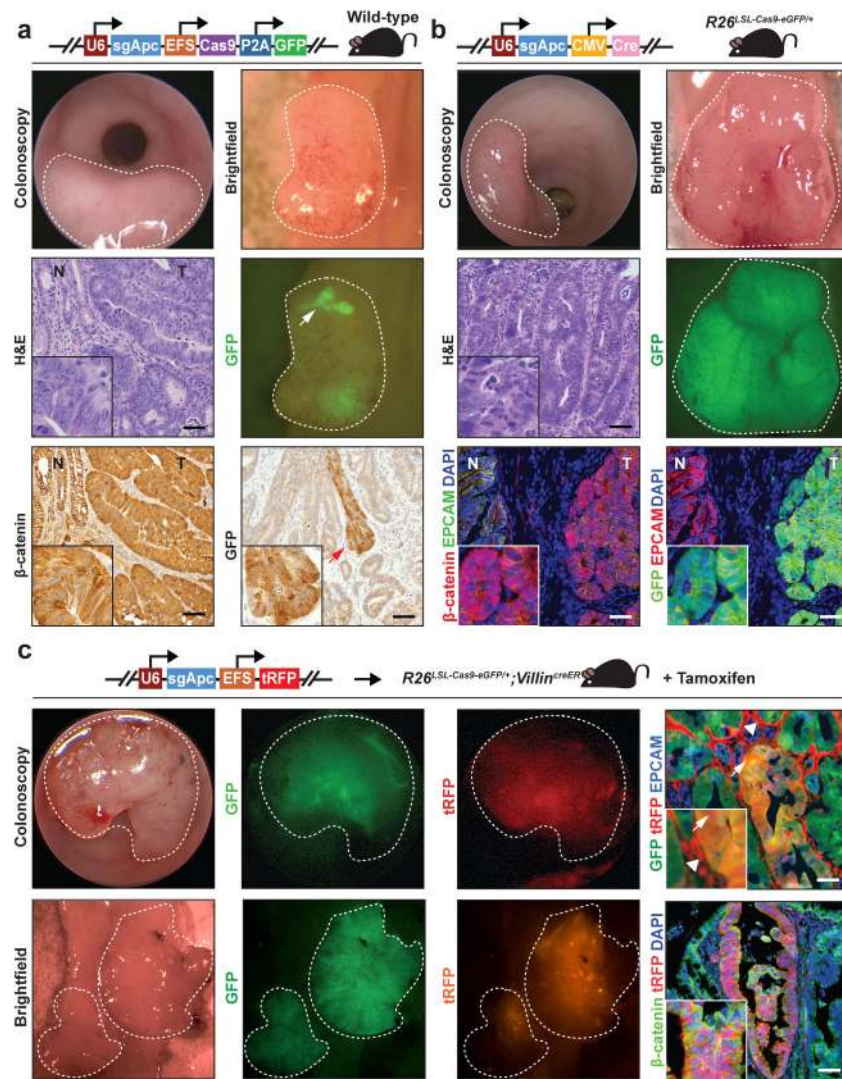 a
U6 sgApc EFS Cas9 P2A GFP
Wild-type
Colonoscopy
Brightfield
H&E
N T
GFP
β-catenin
N T
GFP
b
U6 sgApc CMV Cre
R26LSL-Cas9-eGFP/+
Colonoscopy
Brightfield
H&E
GFP
β-catenin EPCAM DAPI
N T
GFP EPCAM DAPI
N T
c
U6 sgApc EFS tRFP
R26LSL-Cas9-eGFP/+;VillincreER
+ Tamoxifen
Colonoscopy
GFP
tRFP
GFP tRFP EPCAM
Brightfield
GFP
tRFP
β-catenin tRFP DAPI